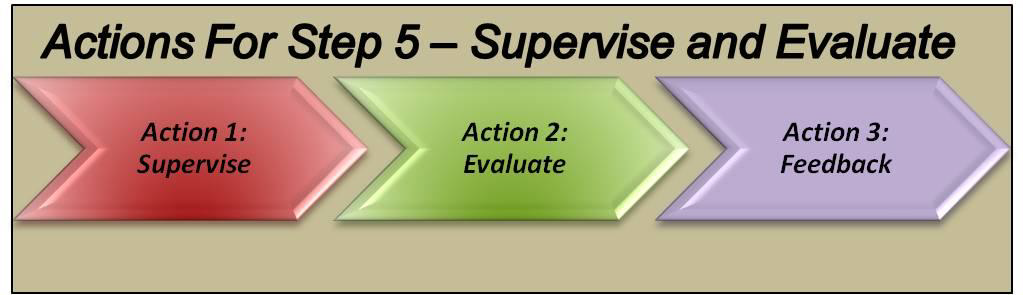 Actions For Step 5 – Supervise and Evaluate
Action 1:
Supervise
Action 2:
Evaluate
Action 3:
Feedback